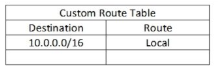 Custom Route Table
Destination Route
10.0.0.0/16 Local